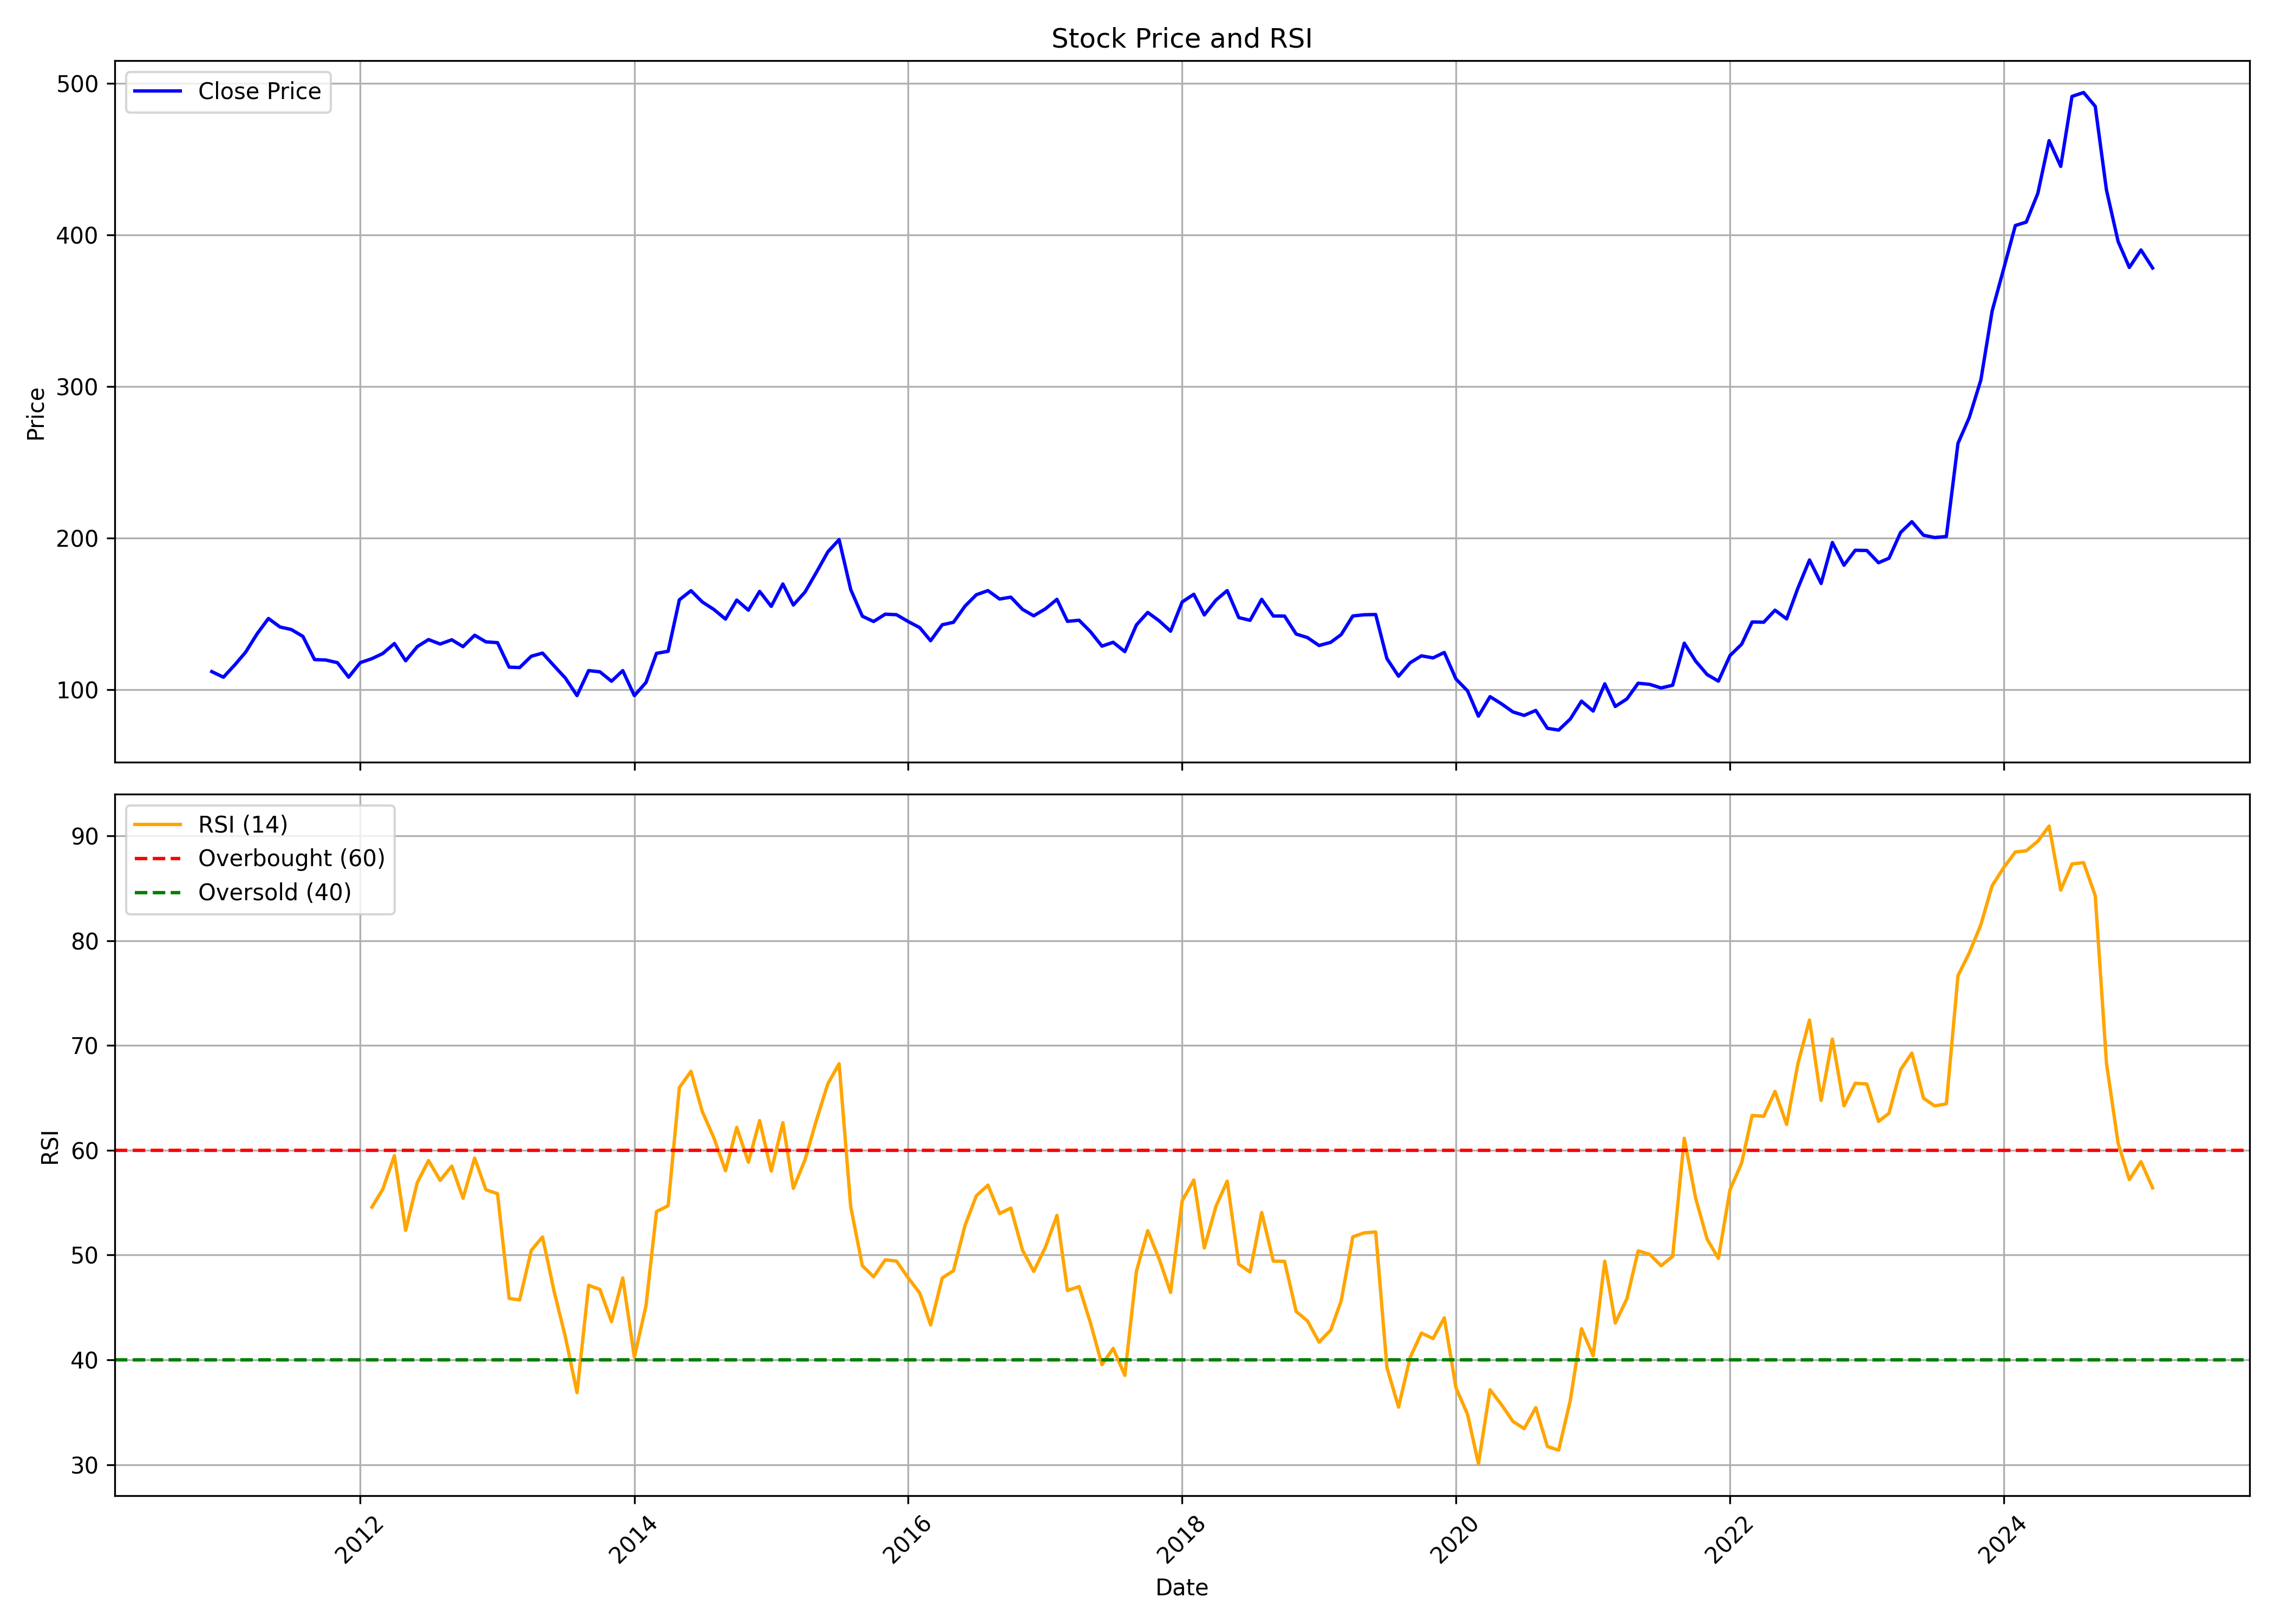 Stock Price and RSI
Close Price
500
400
300
200
100
Price
RSI (14)
Overbought (60)
Oversold (40)
90
80
70
60
50
40
30
RSI
2012
2014
2016
2018
2020
2022
2024
Date